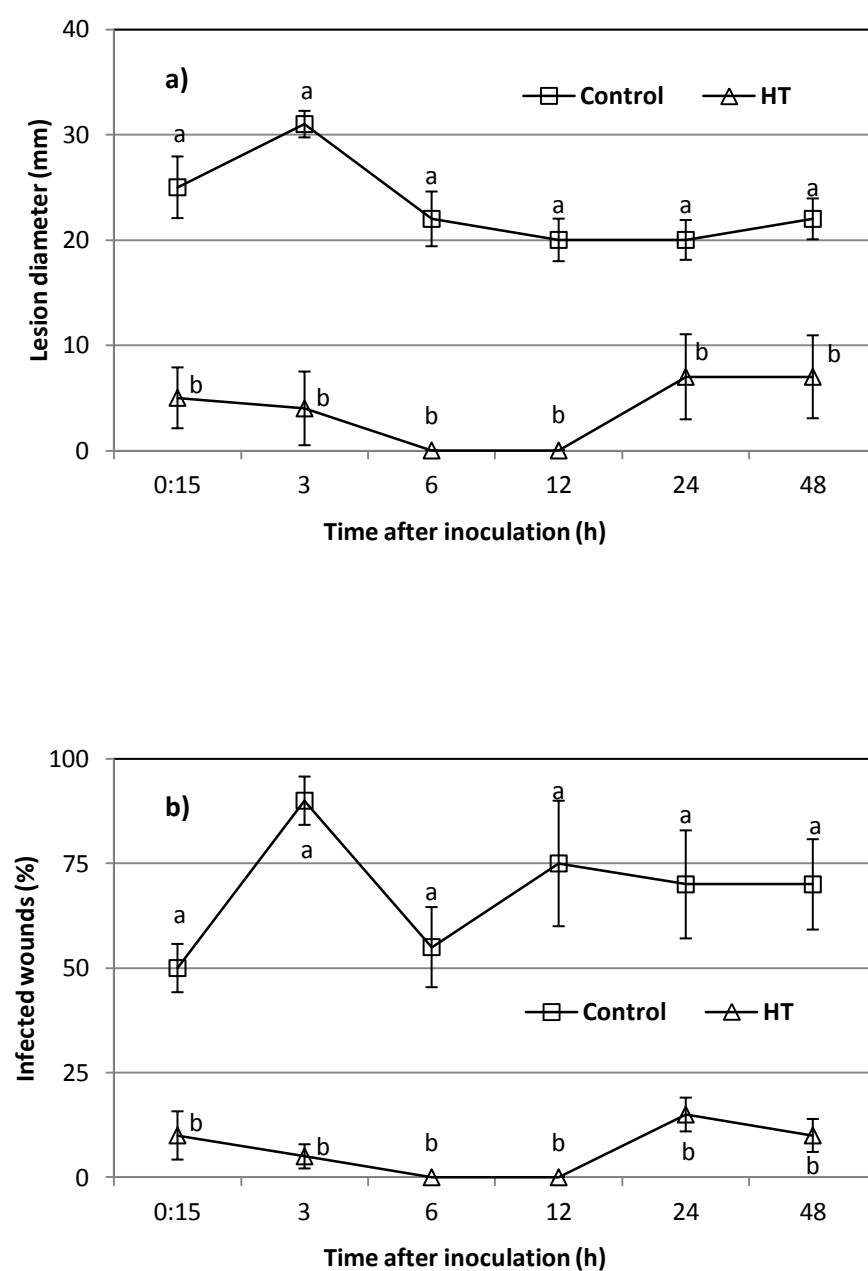 40
a)
a
Control
HT
a
30
a
a
a
a
20
Lesion diameter (mm)
10
b
b
b
b
b
b
0
0:15
3
6
12
24
48
Time after inoculation (h)
100
b)
a
a
a
a
75
a
a
50
Infected wounds (%)
Control
HT
25
b
b
b
b
b
b
0
0:15
3
6
12
24
48
Time after inoculation (h)